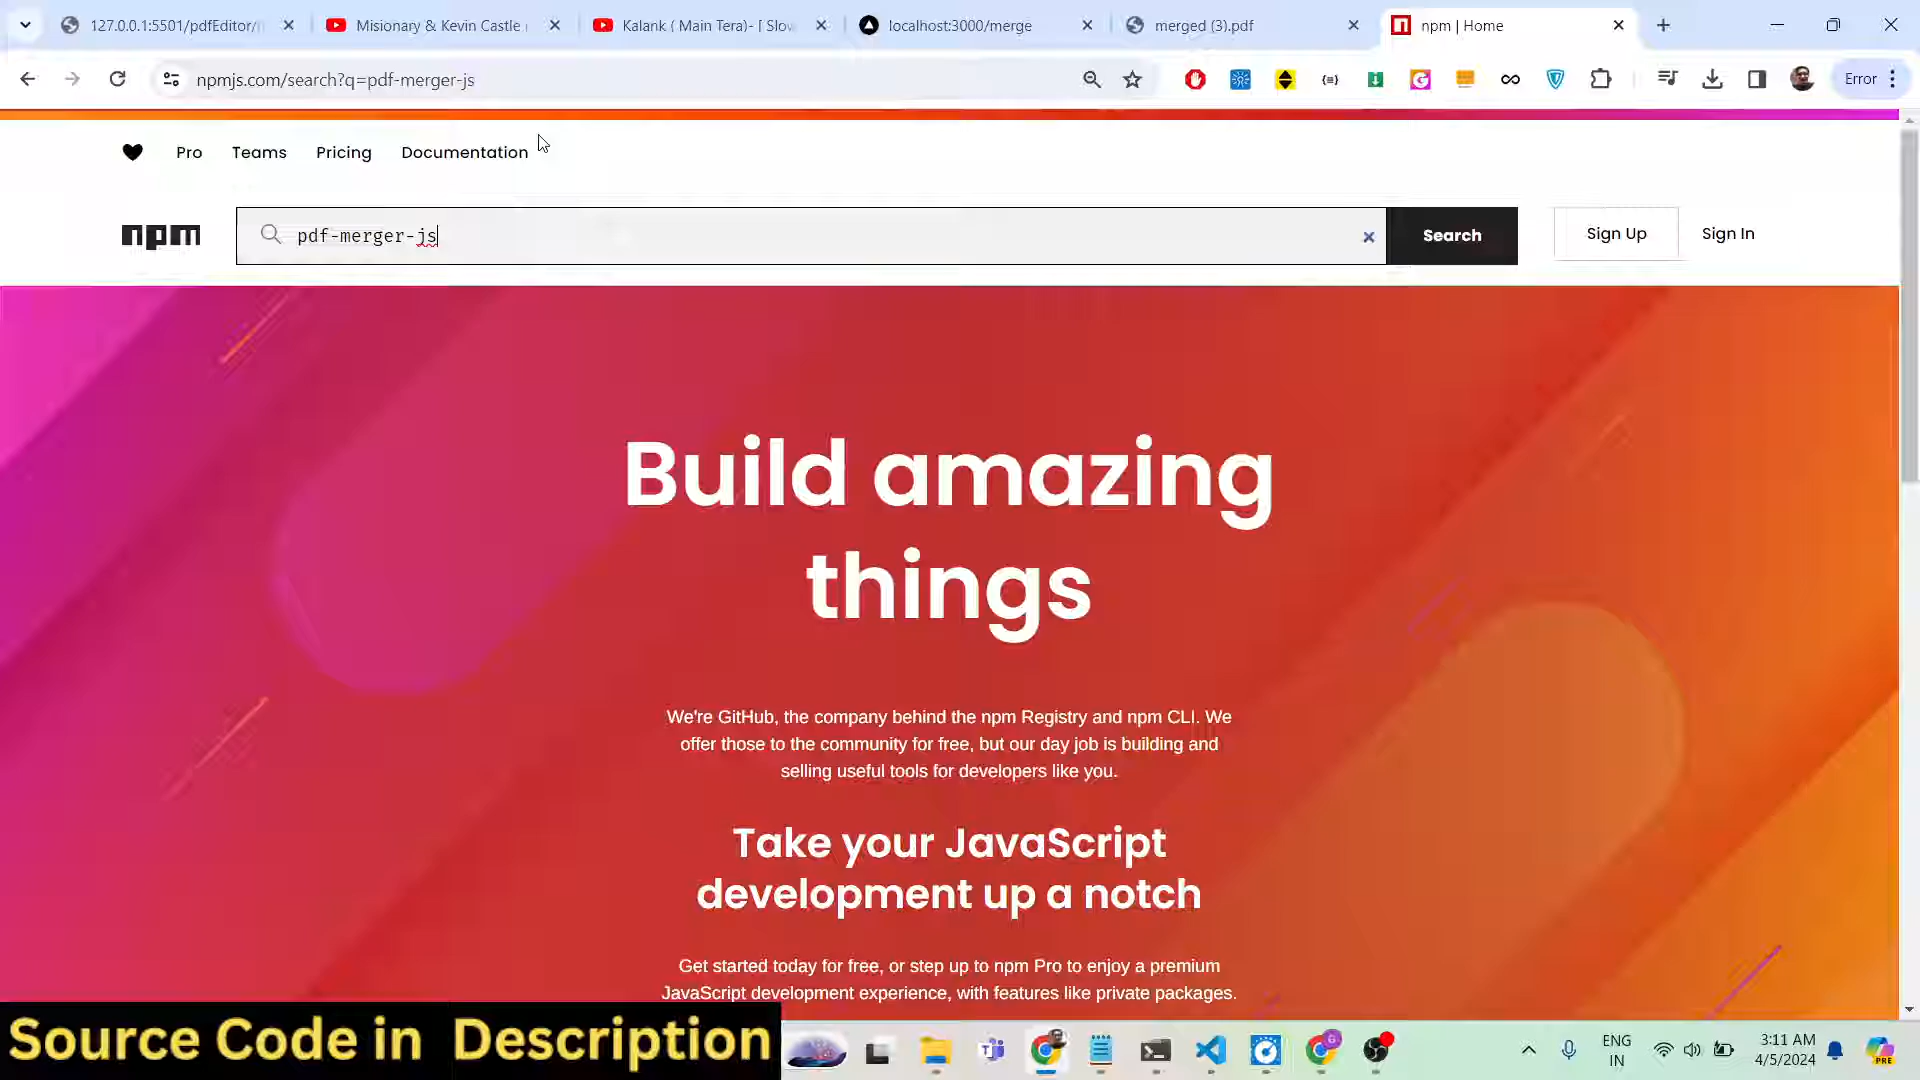 127.0.0.1:5501/pdfEditor/
Misionary & Kevin Castle
Kalank ( Main Tera)- [ Slow
localhost:3000/merge
merged (3).pdf
npm | Home
npmjs.com/search?q=pdf-merger-js
Error
Pro
Teams
Pricing
Documentation
npm
pdf-merger-js
Search
Sign Up
Sign In
Build amazing
things
We're GitHub, the company behind the npm Registry and npm CLI. We
offer those to the community for free, but our day job is building and
selling useful tools for developers like you.
Take your JavaScript
development up a notch
Get started today for free, or step up to npm Pro to enjoy a premium
JavaScript development experience, with features like private packages.
Source Code in Description
ENG
IN
3:11 AM
4/5/2024
PRE